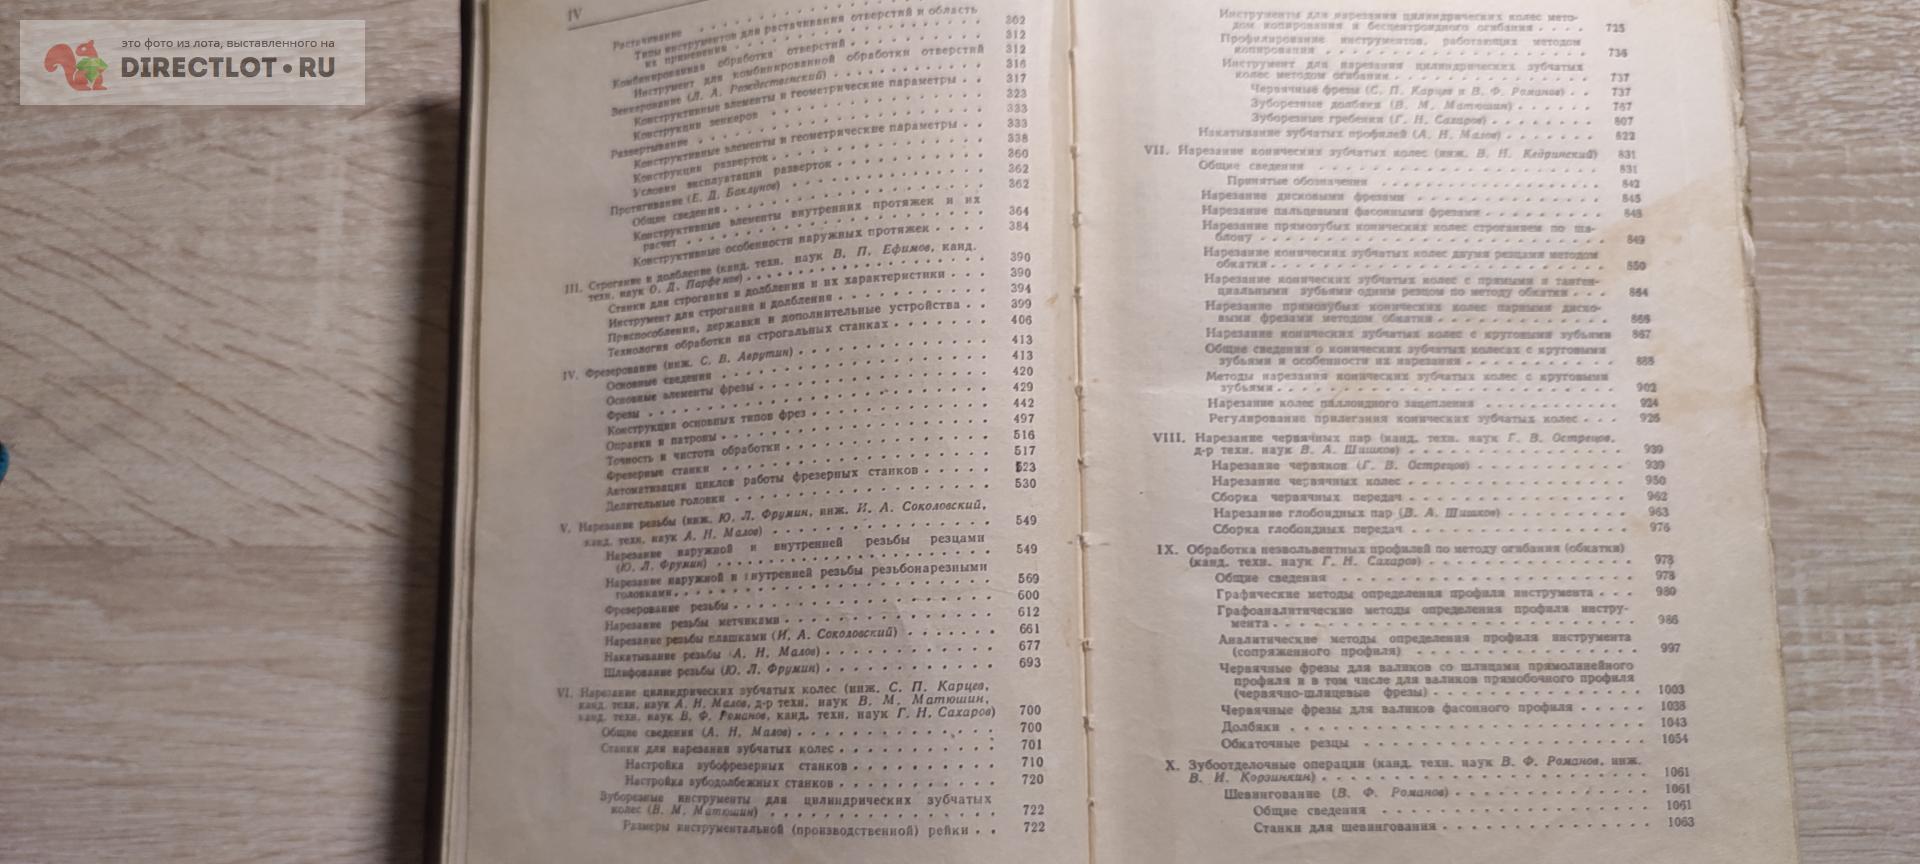 это фото из лота, выставленного на
DIRECTLOT.RU
IV
Растачивание 302
Типы инструментов для растачивания отверстий и область
их применения 312
Комбинированная обработка отверстий 312
Инструмент для комбинированной обработки отверстий 316
Зенкерование (Л. А. Рождественский) 317
Конструктивные элементы и геометрические параметры 323
Конструкции зенкеров 333
Развертывание 333
Конструктивные элементы и геометрические параметры 338
Конструкции разверток 360
Условия эксплуатации разверток 362
Протягивание (Е. Д. Баклунов) 362
Общие сведения
Конструктивные элементы внутренних протяжек и их
расчет 364
Конструктивные особенности наружных протяжек 384
III. Строгание и долбление (канд. техн. наук В. П. Ефимов, канд.
техн. наук О. Д. Парфенов) 390
Станки для строгания и долбления и их характеристики 390
Инструмент для строгания и долбления 394
Приспособления, державки и дополнительные устройства 399
Технология обработки на строгальных станках 406
IV. Фрезерование (инж. С. В. Аврутин) 413
Основные сведения 413
Основные элементы фрезы 420
Фрезы 429
Конструкции основных типов фрез 442
Оправки и патроны 497
Точность и чистота обработки 516
Фрезерные станки 517
Автоматизация циклов работы фрезерных станков 523
Делительные головки 530
V. Нарезание резьбы (инж. Ю. Л. Фрумин, инж. И. А. Соколовский,
канд. техн. наук А. Н. Малов) 549
Нарезание наружной и внутренней резьбы резцами
(Ю. Л. Фрумин) 549
Нарезание наружной и внутренней резьбы резьбонарезными
головками 569
Фрезерование резьбы 600
Нарезание резьбы метчиками 612
Нарезание резьбы плашками (И. А. Соколовский) 661
Накатывание резьбы (А. Н. Малов) 677
Шлифование резьбы (Ю. Л. Фрумин) 693
VI. Нарезание цилиндрических зубчатых колес (инж. С. П. Карцев,
канд. техн. наук А. Н. Малов, д-р техн. наук В. М. Матюшин,
канд. техн. наук В. Ф. Романов, канд. техн. наук Г. Н. Сахаров) 700
Общие сведения (А. Н. Малов) 700
Станки для нарезания зубчатых колес 701
Настройка зубофрезерных станков 710
Настройка зубодолбежных станков 720
Зуборезные инструменты для цилиндрических зубчатых
колес (В. М. Матюшин) 722
Размеры инструментальной (производственной) рейки 722
Инструменты для нарезания цилиндрических колес мето-
дом копирования и бесцентроидного огибания 725
Профилирование инструментов, работающих методом
копирования 736
Инструмент для нарезания цилиндрических зубчатых
колес методом огибания 737
Червячные фрезы (С. П. Карцев и В. Ф. Романов) 737
Зуборезные долбяки (В. М. Матюшин) 767
Зуборезные гребенки (Г. Н. Сахаров) 807
Накатывание зубчатых профилей (А. Н. Малов) 822
VII. Нарезание конических зубчатых колес (инж. В. Н. Кедринский) 831
Общие сведения 831
Принятые обозначения 842
Нарезание дисковыми фрезами 845
Нарезание пальцевыми фасонными фрезами 848
Нарезание прямозубых конических колес строганием по ша-
блону 849
Нарезание конических зубчатых колес двумя резцами методом
обкатки 850
Нарезание конических зубчатых колес с прямыми и танген-
циальными зубьями одним резцом по методу обкатки 864
Нарезание прямозубых конических колес парными диско-
выми фрезами методом обкатки 866
Нарезание конических зубчатых колес с круговыми зубьями 867
Общие сведения о конических зубчатых колесах с круговыми
зубьями и особенности их нарезания 885
Методы нарезания конических зубчатых колес с круговыми
зубьями 902
Нарезание колес паллоидного зацепления 924
Регулирование прилегания конических зубчатых колес 926
VIII. Нарезание червячных пар (канд. техн. наук Г. В. Острецов,
д-р техн. наук В. А. Шишков) 939
Нарезание червяков (Г. В. Острецов) 939
Нарезание червячных колес 950
Сборка червячных передач 962
Нарезание глобоидных пар (В. А. Шишков) 963
Сборка глобоидных передач 976
IX. Обработка неэвольвентных профилей по методу огибания (обкатки)
(канд. техн. наук Г. Н. Сахаров) 978
Общие сведения 978
Графические методы определения профиля инструмента 980
Графоаналитические методы определения профиля инстру-
мента 986
Аналитические методы определения профиля инструмента
(сопряженного профиля) 997
Червячные фрезы для валиков со шлицами прямолинейного
профиля и в том числе для валиков прямобочного профиля
(червячно-шлицевые фрезы) 1003
Червячные фрезы для валиков фасонного профиля 1038
Долбяки 1043
Обкаточные резцы 1054
X. Зубоотделочные операции (канд. техн. наук В. Ф. Романов, инж.
В. И. Корзинкин) 1061
Шевингование (В. Ф. Романов) 1061
Общие сведения 1061
Станки для шевингования 1063